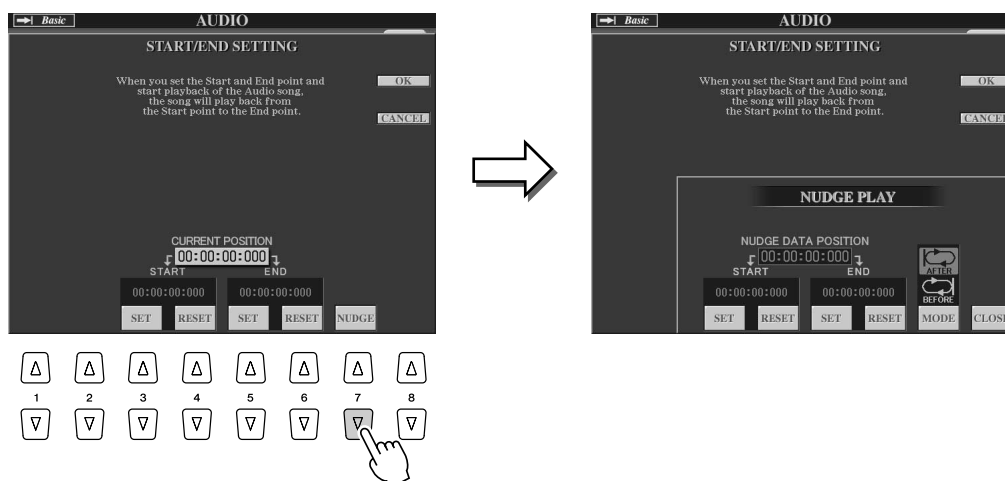 Basic
AUDIO
START/END SETTING
When you set the Start and End point and
start playback of the Audio song,
the song will play back from
the Start point to the End point.
OK
CANCEL
CURRENT POSITION
00:00:00:000
START
END
00:00:00:000
00:00:00:000
SET
RESET
SET
RESET
NUDGE
1 2 3 4 5 6 7 8
Basic
AUDIO
START/END SETTING
When you set the Start and End point and
start playback of the Audio song,
the song will play back from
the Start point to the End point.
OK
CANCEL
NUDGE PLAY
NUDGE DATA POSITION
00:00:00:000
START
END
AFTER
BEFORE
00:00:00:000
00:00:00:000
SET
RESET
SET
RESET
MODE
CLOSE